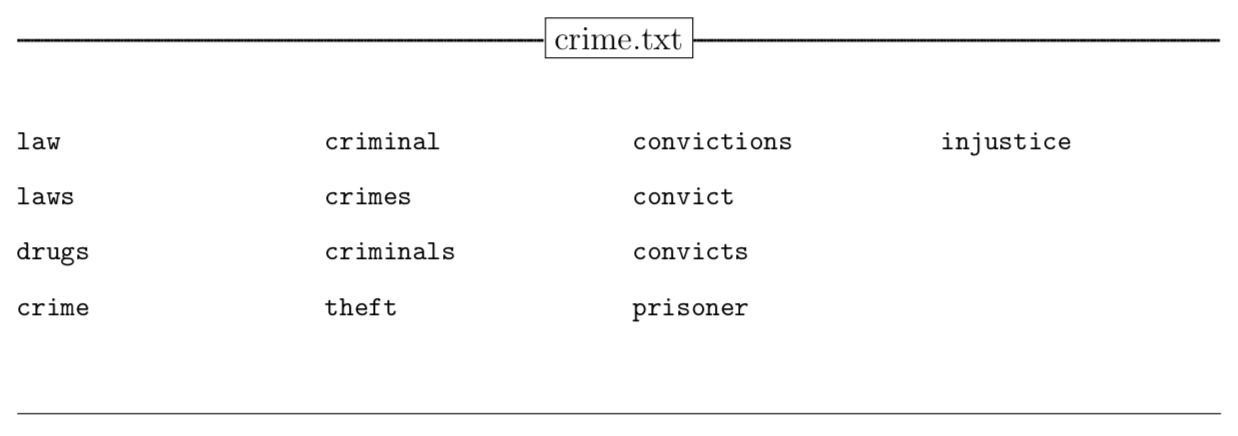 crime.txt
law criminal convictions injustice
laws crimes convict
drugs criminals convicts
crime theft prisoner